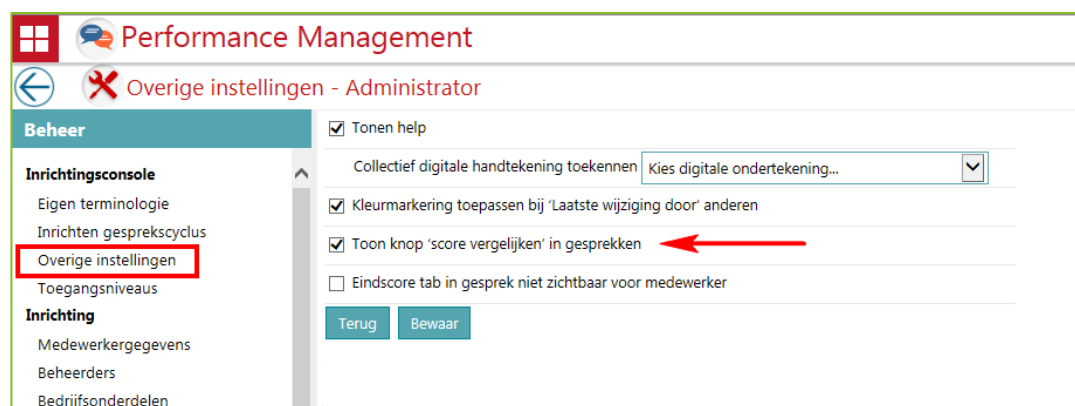 Performance Management
Overige instellingen - Administrator
Beheer
Inrichtingsconsole
Eigen terminologie
Inrichten gesprekscyclus
Overige instellingen
Toegangsniveaus
Inrichting
Medewerkergegevens
Beheerders
Bedrijfsonderdelen
Tonen help
Collectief digitale handtekening toekennen Kies digitale ondertekening...
Kleurmarkering toepassen bij 'Laatste wijziging door' anderen
Toon knop 'score vergelijken' in gesprekken
Eindscore tab in gesprek niet zichtbaar voor medewerker
Terug Bewaar